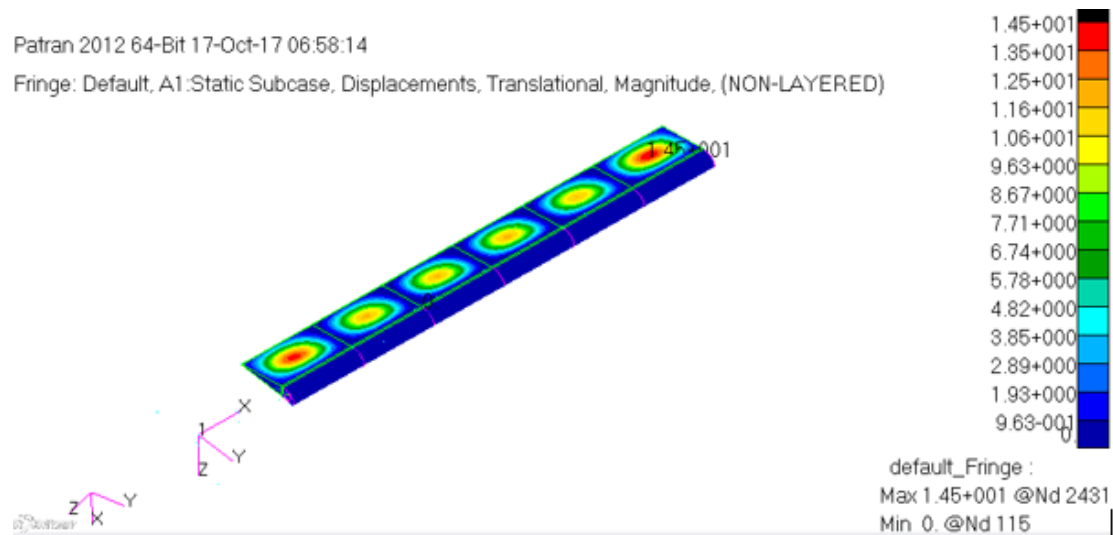 Patran 2012 64-Bit 17-Oct-17 06:58:14
Fringe: Default, A1:Static Subcase, Displacements, Translational, Magnitude, (NON-LAYERED)
1.45+001
1.35+001
1.25+001
1.16+001
1.06+001
9.63+000
8.67+000
7.71+000
6.74+000
5.78+000
4.82+000
3.85+000
2.89+000
1.93+000
9.63-001
0.
1.45+001
X
1
Y
Z
Z
Y
X
default_Fringe :
Max 1.45+001 @Nd 2431
Min 0. @Nd 115